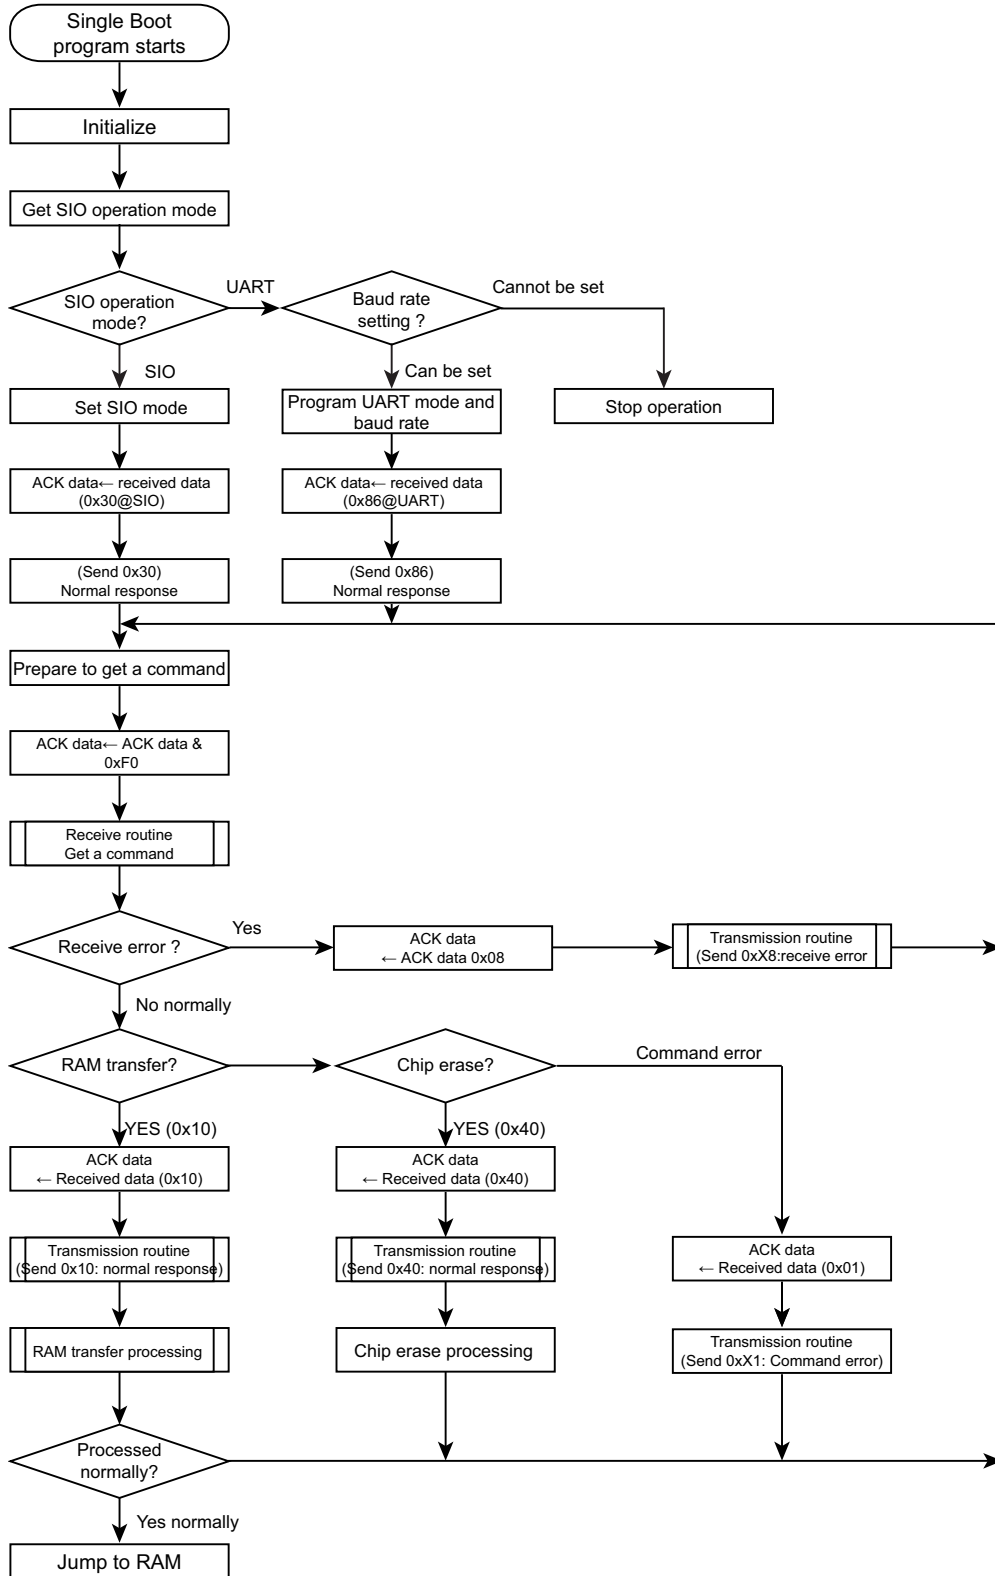 Single Boot
program starts
Initialize
Get SIO operation mode
SIO operation
mode?
UART
Baud rate
setting ?
Cannot be set
SIO
Can be set
Set SIO mode
Program UART mode and
baud rate
Stop operation
ACK data← received data
(0x30@SIO)
ACK data← received data
(0x86@UART)
(Send 0x30)
Normal response
(Send 0x86)
Normal response
Prepare to get a command
ACK data← ACK data &
0xF0
Receive routine
Get a command
Receive error ?
Yes
ACK data
← ACK data 0x08
Transmission routine
(Send 0xX8:receive error
No normally
RAM transfer?
Chip erase?
Command error
YES (0x10)
YES (0x40)
ACK data
← Received data (0x10)
ACK data
← Received data (0x40)
Transmission routine
(Send 0x10: normal response)
Transmission routine
(Send 0x40: normal response)
ACK data
← Received data (0x01)
RAM transfer processing
Chip erase processing
Transmission routine
(Send 0xX1: Command error)
Processed
normally?
Yes normally
Jump to RAM